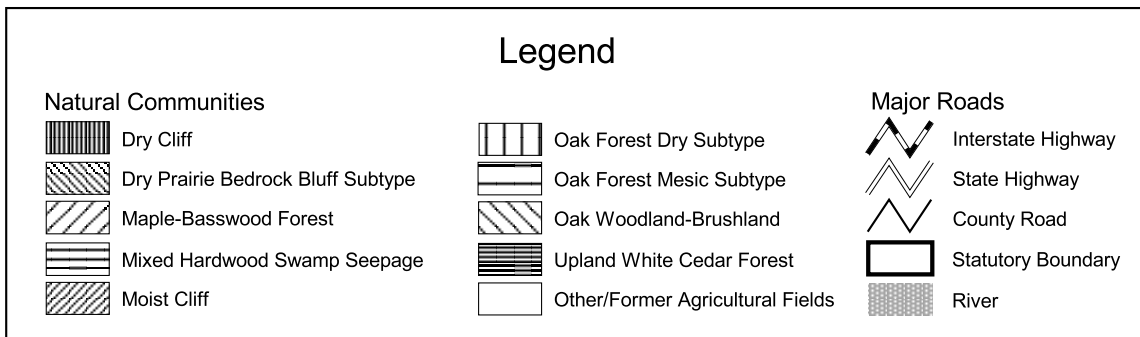 Legend
Natural Communities
Dry Cliff
Dry Prairie Bedrock Bluff Subtype
Maple-Basswood Forest
Mixed Hardwood Swamp Seepage
Moist Cliff
Oak Forest Dry Subtype
Oak Forest Mesic Subtype
Oak Woodland-Brushland
Upland White Cedar Forest
Other/Former Agricultural Fields
Major Roads
Interstate Highway
State Highway
County Road
Statutory Boundary
River